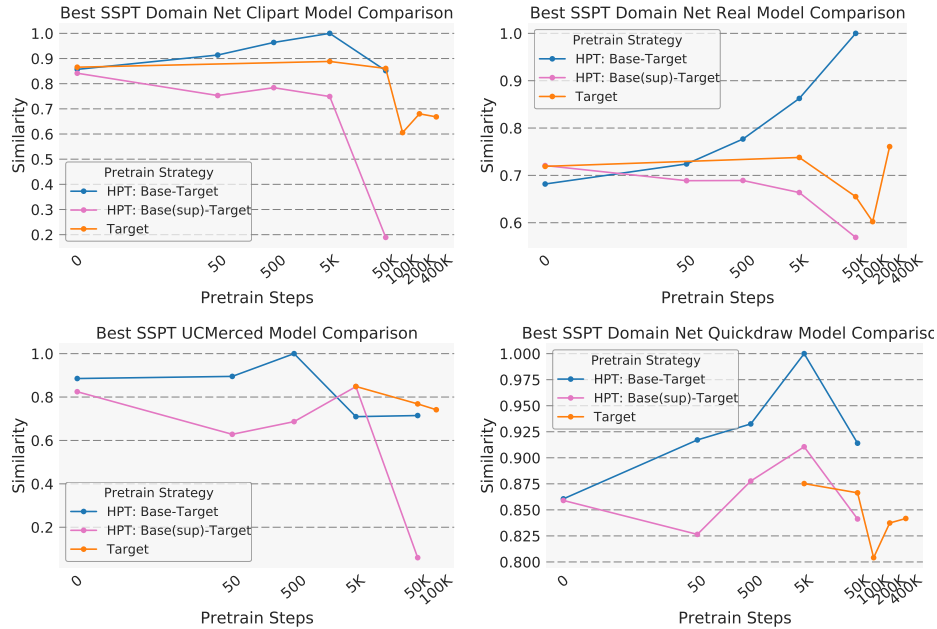 Best SSPT Domain Net Clipart Model Comparison
1.0
0.9
0.8
0.7
0.6
0.5
0.4
0.3
0.2
Similarity
Pretrain Strategy
HPT: Base-Target
HPT: Base(sup)-Target
Target
0
50
500
5K
50K
100K
200K
400K
Pretrain Steps
Best SSPT Domain Net Real Model Comparison
1.0
0.9
0.8
0.7
0.6
Similarity
Pretrain Strategy
HPT: Base-Target
HPT: Base(sup)-Target
Target
0
50
500
5K
50K
100K
200K
400K
Pretrain Steps
Best SSPT UCMerced Model Comparison
1.0
0.8
0.6
0.2
Similarity
Pretrain Strategy
HPT: Base-Target
HPT: Base(sup)-Target
Target
0
50
500
5K
50K
100K
Pretrain Steps
Best SSPT Domain Net Quickdraw Model Compariso
1.000
0.975
0.950
0.925
0.900
0.875
0.850
0.825
0.800
Similarity
Pretrain Strategy
HPT: Base-Target
HPT: Base(sup)-Target
Target
0
50
500
5K
50K
100K
200K
400K
Pretrain Steps